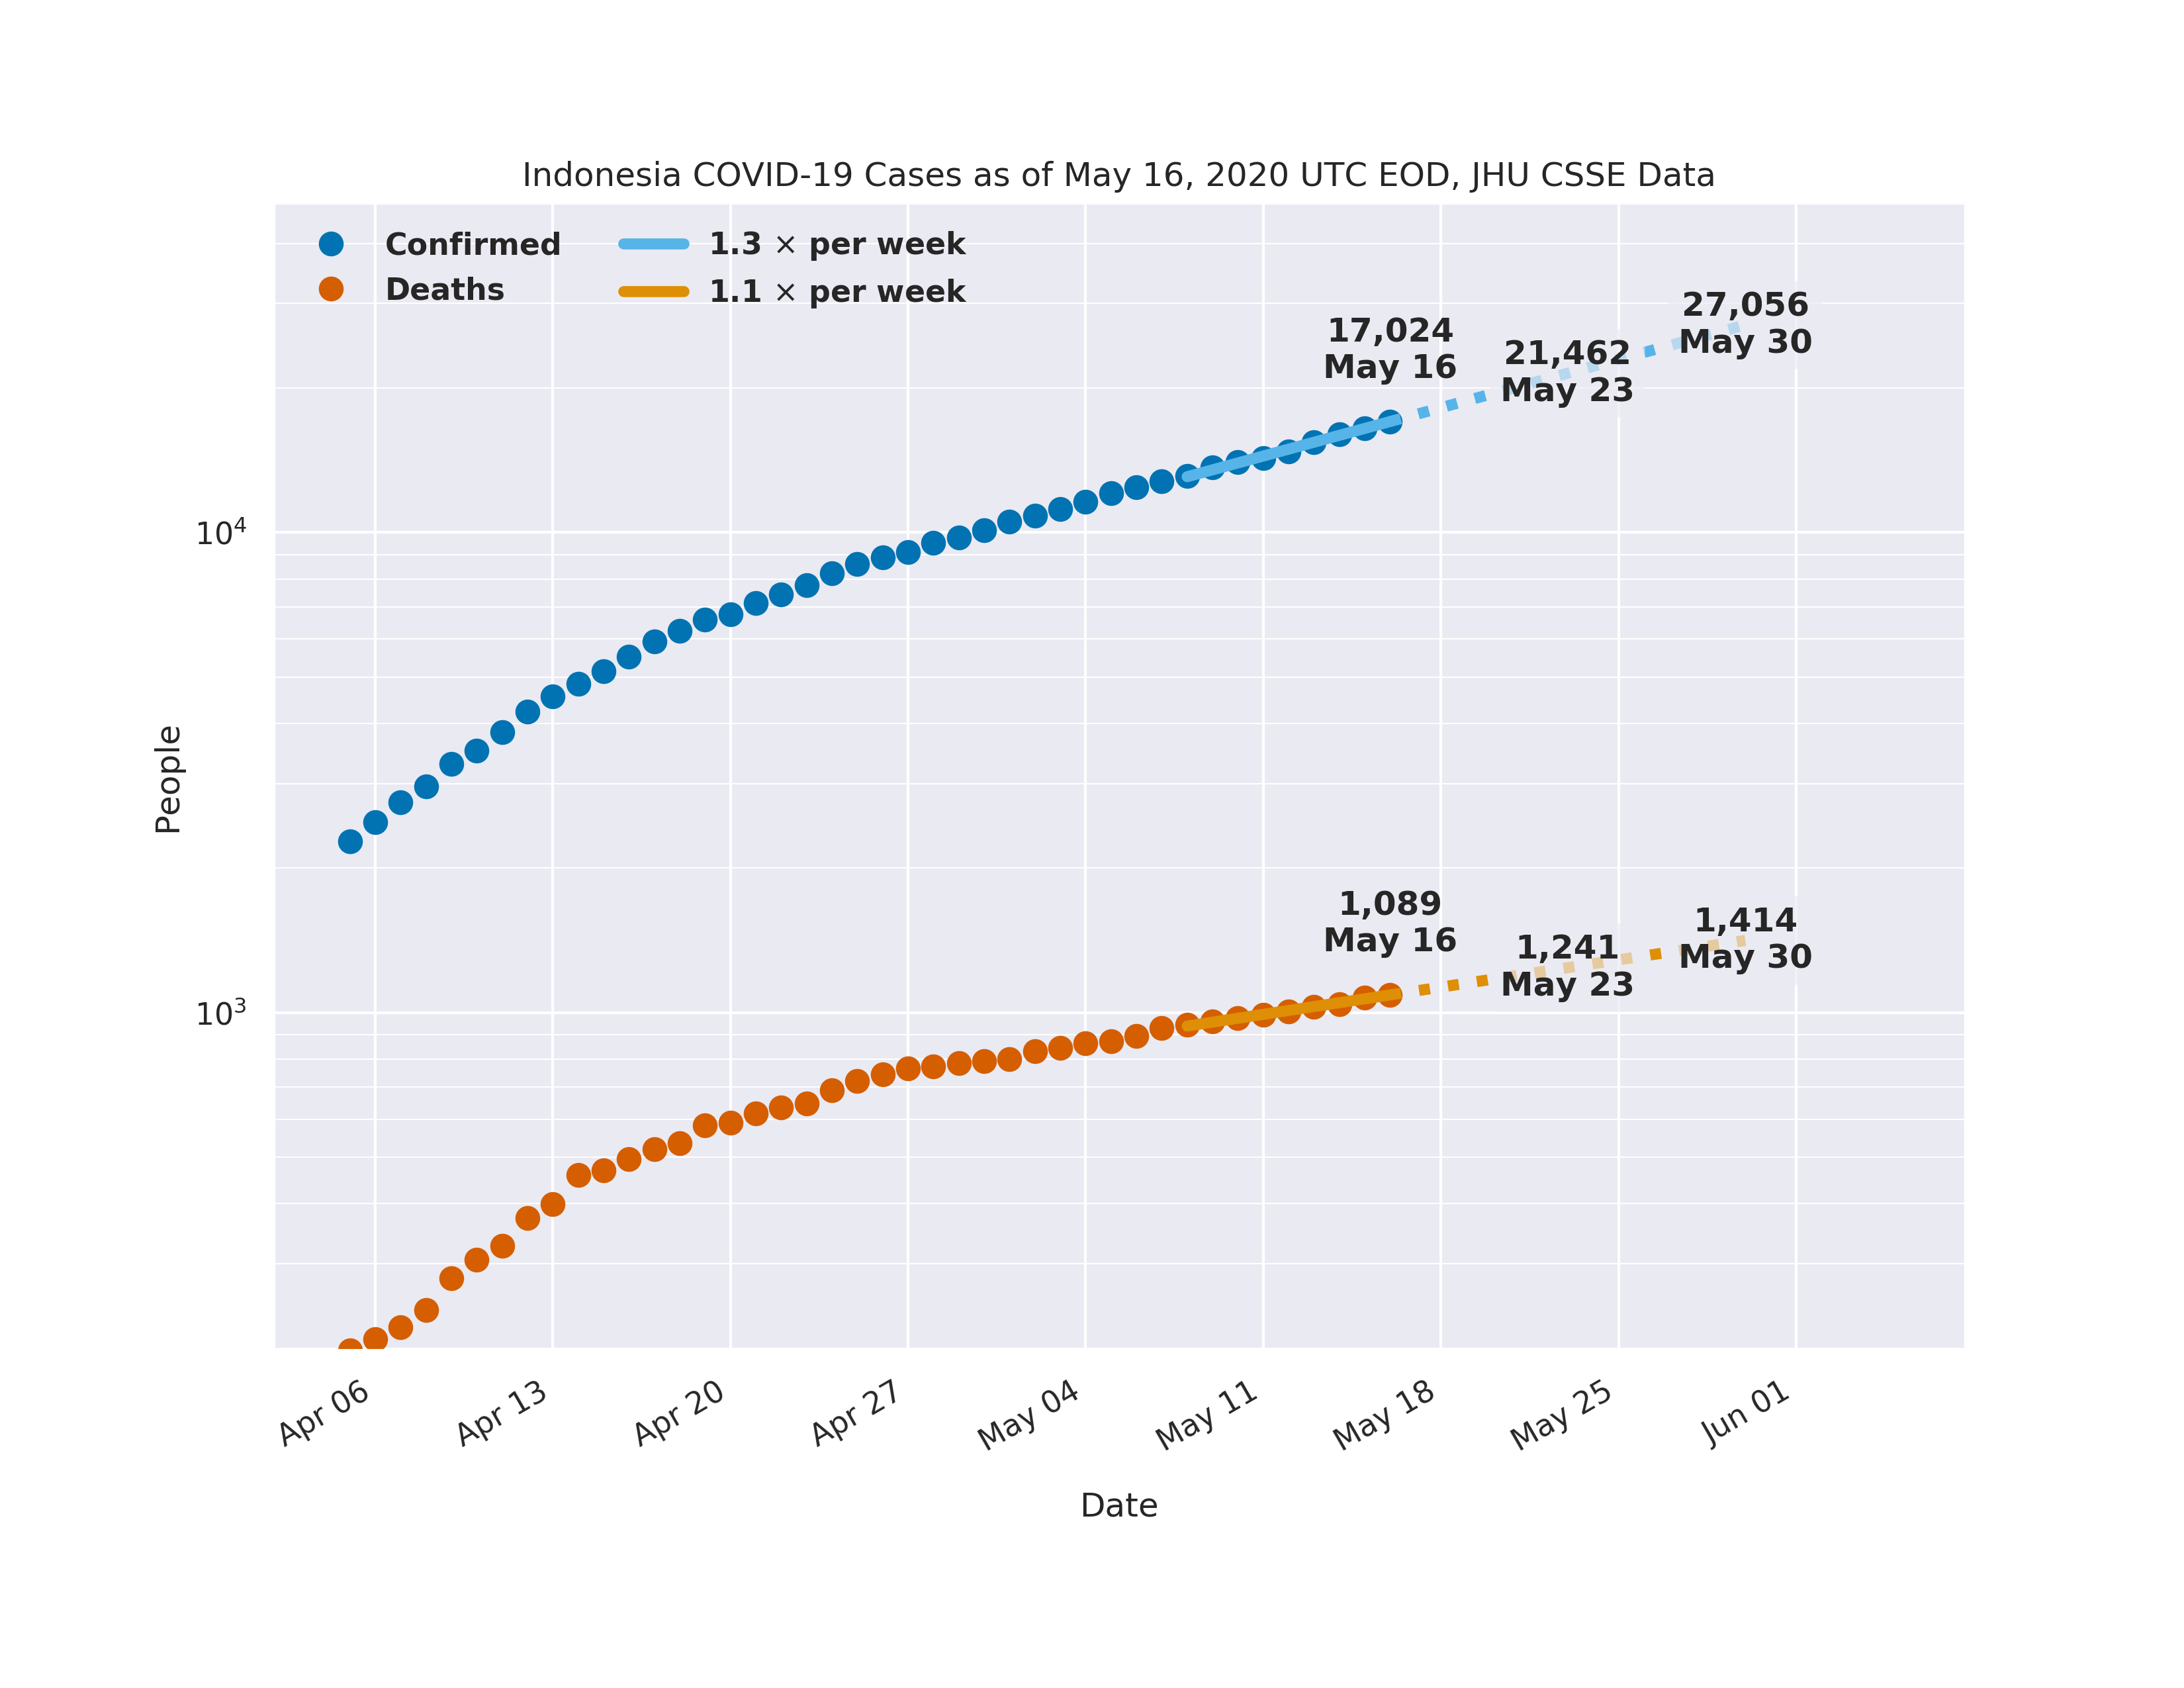 Indonesia COVID-19 Cases as of May 16, 2020 UTC EOD, JHU CSSE Data
Confirmed
Deaths
1.3 × per week
1.1 × per week
17,024
May 16
21,462
May 23
27,056
May 30
1,089
May 16
1,241
May 23
1,414
May 30
People
10⁴
10³
Apr 06
Apr 13
Apr 20
Apr 27
May 04
May 11
May 18
May 25
Jun 01
Date